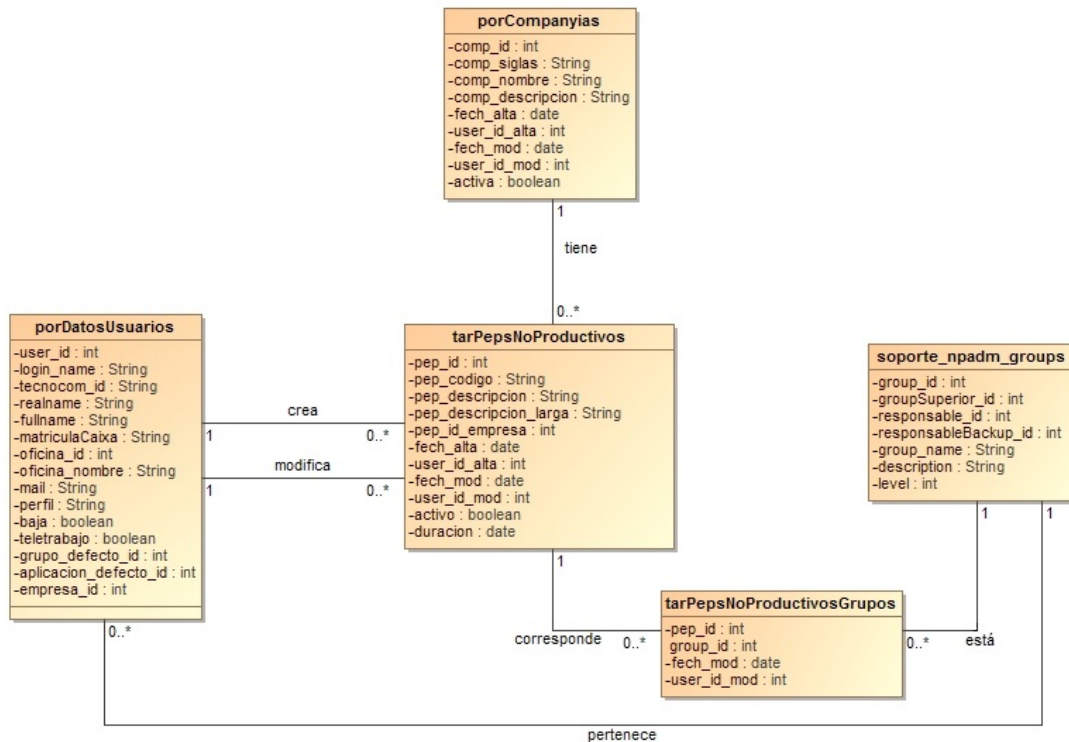 porCompanyias
-comp_id : int
-comp_siglas : String
-comp_nombre : String
-comp_descripcion : String
-fech_alta : date
-user_id_alta : int
-fech_mod : date
-user_id_mod : int
-activa : boolean
1
tiene
0..*
porDatosUsuarios
-user_id : int
-login_name : String
-tecnocom_id : String
-realname : String
-fullname : String
-matriculaCaixa : String
-oficina_id : int
-oficina_nombre : String
-mail : String
-perfil : String
-baja : boolean
-teletrabajo : boolean
-grupo_defecto_id : int
-aplicacion_defecto_id : int
-empresa_id : int
0..*
crea
1
0..*
modifica
1
0..*
tarPepsNoProductivos
-pep_id : int
-pep_codigo : String
-pep_descripcion : String
-pep_descripcion_larga : String
-pep_id_empresa : int
-fech_alta : date
-user_id_alta : int
-fech_mod : date
-user_id_mod : int
-activo : boolean
-duracion : date
1
soporte_npadm_groups
-group_id : int
-groupSuperior_id : int
-responsable_id : int
-responsableBackup_id : int
-group_name : String
-description : String
-level : int
1
1
corresponde
0..*
tarPepsNoProductivosGrupos
-pep_id : int
group_id : int
-fech_mod : date
-user_id_mod : int
0..*
está
pertenece